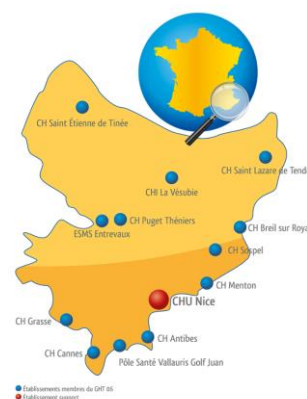 CH Saint Étienne de Tinée
CH Saint Lazare de Tende
CHI La Vésubie
CH Puget Théniers
ESMS Entrevaux
CH Breil sur Roya
CH Sospel
CH Menton
CHU Nice
CH Grasse
CH Antibes
CH Cannes
Pôle Santé Vallauris Golf Juan
Établissements membres du GHT 06
Établissement support